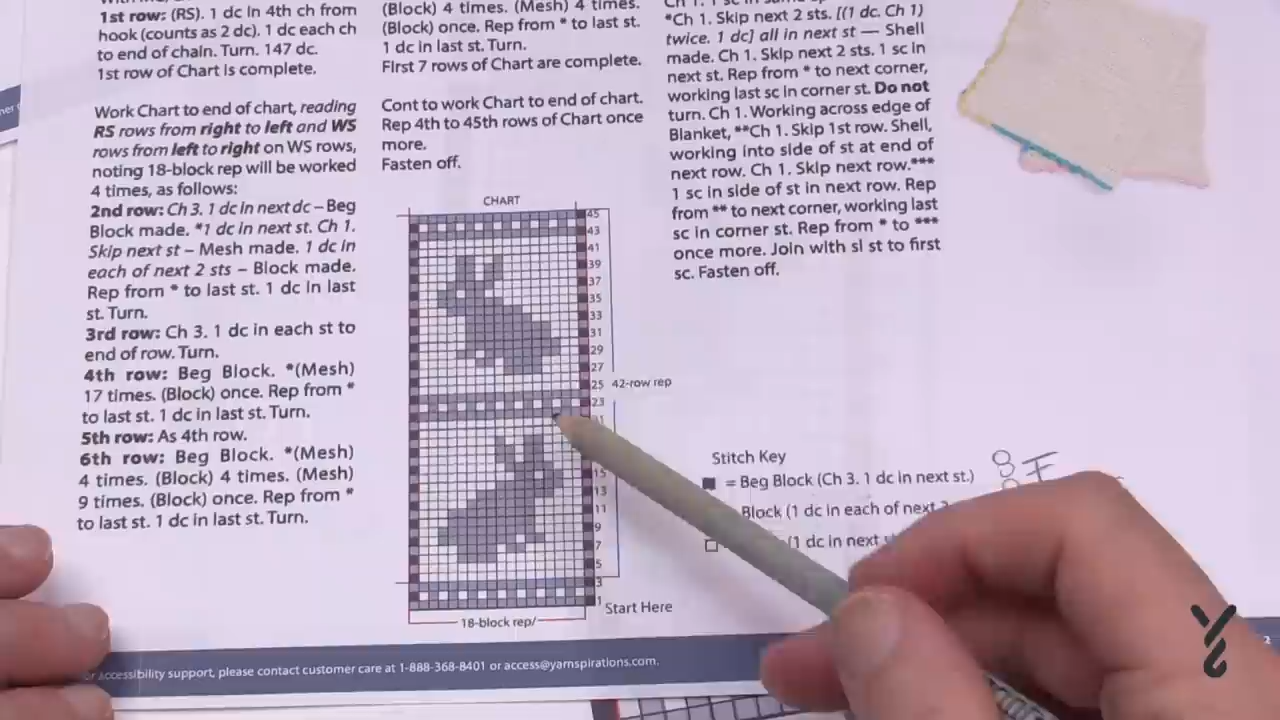 1st row: (RS). 1 dc in 4th ch from
hook (counts as 2 dc). 1 dc each ch
to end of chain. Turn. 147 dc.
1st row of Chart is complete.
Work Chart to end of chart, reading
RS rows from right to left and WS
rows from left to right on WS rows,
noting 18-block rep will be worked
4 times, as follows:
2nd row: Ch 3. 1 dc in next dc – Beg
Block made. *1 dc in next st. Ch 1.
Skip next st – Mesh made. 1 dc in
each of next 2 sts – Block made.
Rep from * to last st. 1 dc in last
st. Turn.
3rd row: Ch 3. 1 dc in each st to
end of row. Turn.
4th row: Beg Block. *(Mesh)
17 times. (Block) once. Rep from *
to last st. 1 dc in last st. Turn.
5th row: As 4th row.
6th row: Beg Block. *(Mesh)
4 times. (Block) 4 times. (Mesh)
9 times. (Block) once. Rep from *
to last st. 1 dc in last st. Turn.
(Block) 4 times. (Mesh) 4 times.
(Block) once. Rep from * to last st.
1 dc in last st. Turn.
First 7 rows of Chart are complete.
Cont to work Chart to end of chart.
Rep 4th to 45th rows of Chart once
more.
Fasten off.
CHART
45
43
41
39
37
35
33
31
29
27
25 42-row rep
23
15
13
11
9
7
5
3
1
Start Here
18-block rep/
*Ch 1. Skip next 2 sts. [(1 dc. Ch 1)
twice. 1 dc] all in next st — Shell
made. Ch 1. Skip next 2 sts. 1 sc in
next st. Rep from * to next corner,
working last sc in corner st. Do not
turn. Ch 1. Working across edge of
Blanket, **Ch 1. Skip 1st row. Shell,
working into side of st at end of
next row. Ch 1. Skip next row.***
1 sc in side of st in next row. Rep
from ** to next corner, working last
sc in corner st. Rep from * to ***
once more. Join with sl st to first
sc. Fasten off.
Stitch Key
= Beg Block (Ch 3. 1 dc in next st.)
Block (1 dc in each of next
(1 dc in next
accessibility support, please contact customer care at 1-888-368-8401 or access@yarnspirations.com.
2